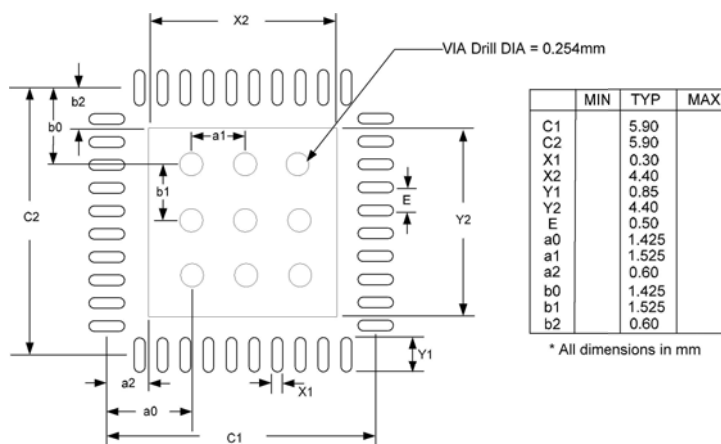 X2
VIA Drill DIA = 0.254mm
b2
b0
a1
b1
E
C2
Y2
Y1
a2
X1
a0
C1
MIN TYP MAX
C1 5.90
C2 5.90
X1 0.30
X2 4.40
Y1 0.85
Y2 4.40
E 0.50
a0 1.425
a1 1.525
a2 0.60
b0 1.425
b1 1.525
b2 0.60
* All dimensions in mm